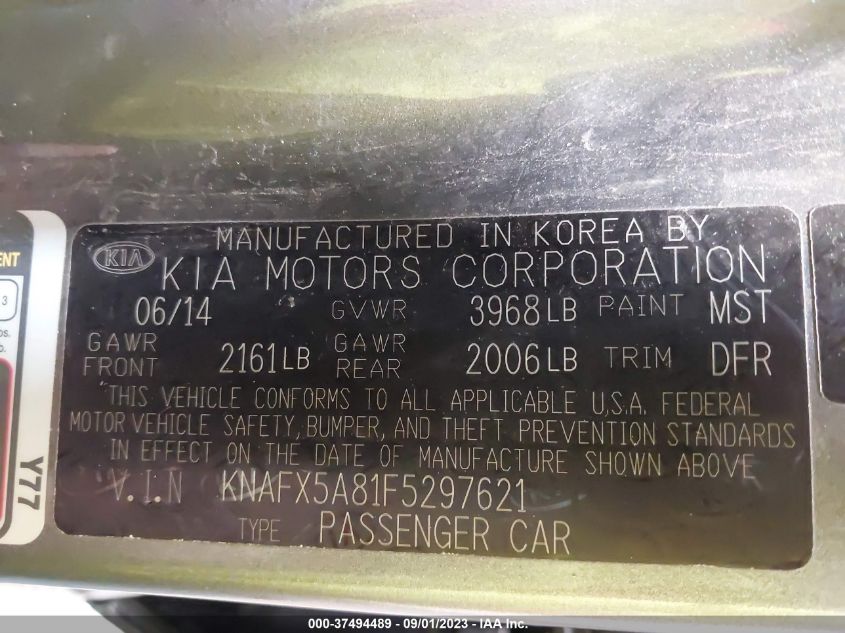 MANUFACTURED IN KOREA BY
KIA KIA MOTORS CORPORATION
06/14 GVWR 3968LB PAINT MST
GAWR FRONT 2161LB GAWR REAR 2006LB TRIM DFR
"THIS VEHICLE CONFORMS TO ALL APPLICABLE U.S.A. FEDERAL
MOTOR VEHICLE SAFETY, BUMPER, AND THEFT PREVENTION STANDARDS
IN EFFECT ON THE DATE OF MANUFACTURE SHOWN ABOVE
V.I.N KNAFX5A81F5297621
TYPE PASSENGER CAR
3
Y77
000-37494489 - 09/01/2023 - IAA Inc.